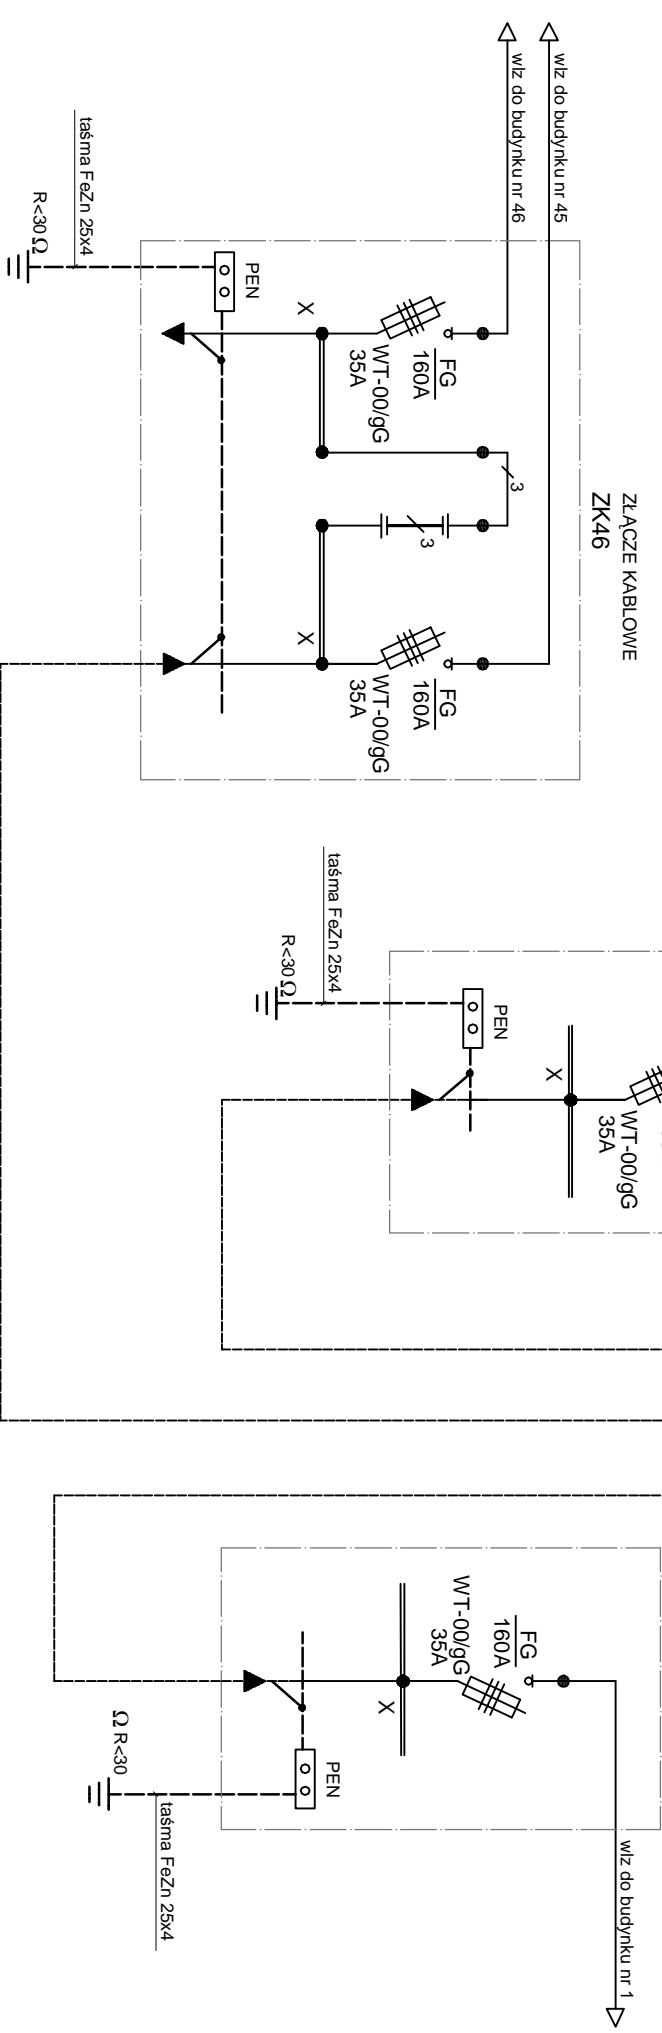 wlz do budynku nr 45
wlz do budynku nr 46
taśma FeZn 25x4
R<30 Ω
PEN
X
FG
160A
WT-00/gG
35A
3
3
ZŁĄCZE KABLOWE
ZK46
X
FG
160A
WT-00/gG
35A
taśma FeZn 25x4
R<30 Ω
PEN
X
WT-00/gG
35A
FG
160A
WT-00/gG
35A
X
PEN
Ω R<30
taśma FeZn 25x4
wlz do budynku nr 1